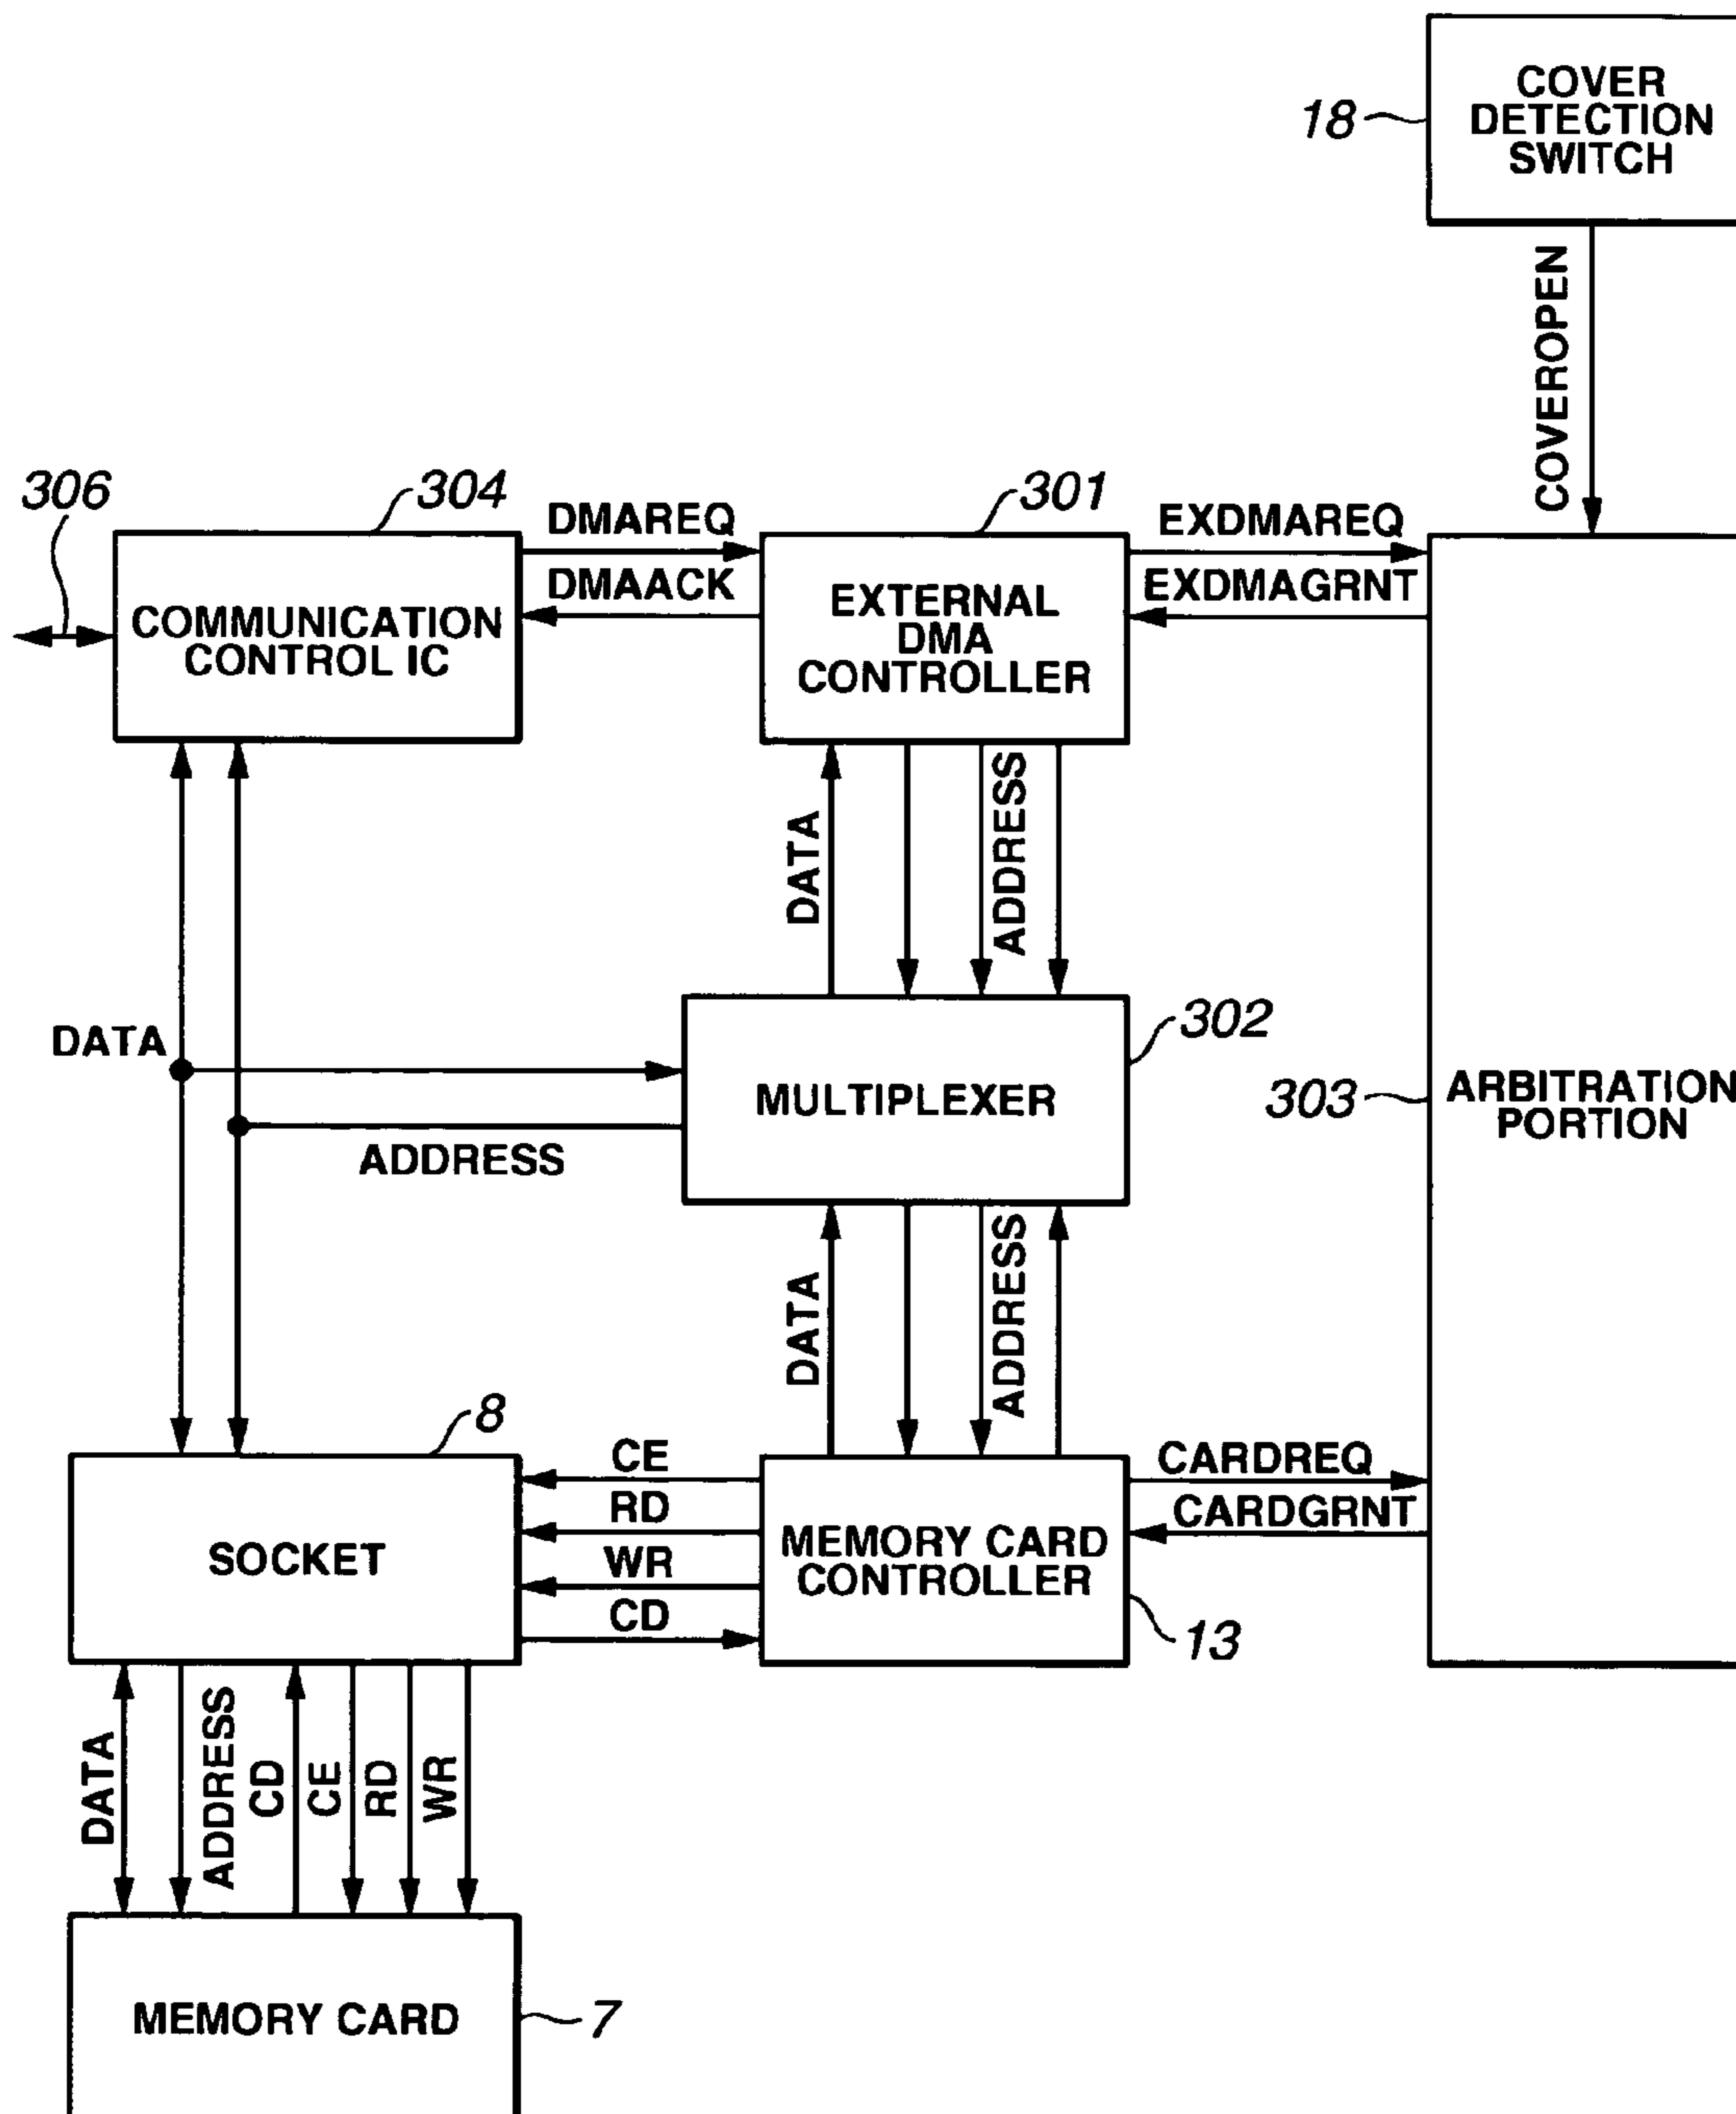 COVER
DETECTION
SWITCH
18
COVEROPEN
306
304
DMAREQ
301
EXDMAREQ
DMAACK
EXDMAGRNT
COMMUNICATION
CONTROL IC
EXTERNAL
DMA
CONTROLLER
DATA
ADDRESS
302
DATA
MULTIPLEXER
303
ARBITRATION
PORTION
ADDRESS
DATA
ADDRESS
8
CE
CARDREQ
RD
CARDGRNT
SOCKET
WR
MEMORY CARD
CONTROLLER
CD
13
DATA
ADDRESS
CD
CE
RD
WR
MEMORY CARD
7